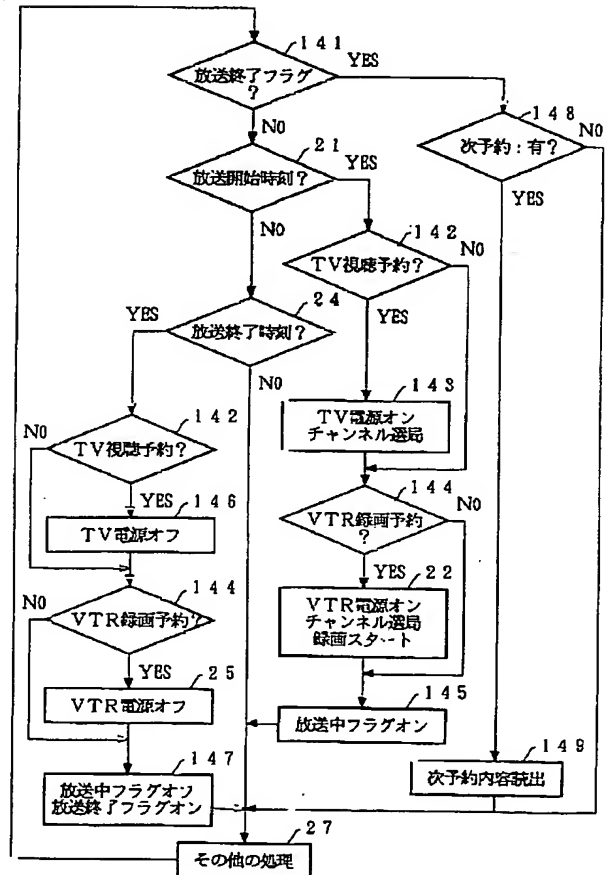 141
放送終了フラグ
?
YES
NO
148
次予約：有？
NO
YES
21
放送開始時刻？
YES
NO
142
TV視聴予約？
NO
YES
24
放送終了時刻？
YES
NO
143
TV電源オン
チャンネル選局
142
TV視聴予約？
NO
YES
146
TV電源オフ
144
VTR録画予約
?
NO
YES
22
VTR電源オン
チャンネル選局
録画スタート
144
VTR録画予約？
NO
YES
25
VTR電源オフ
145
放送中フラグオン
147
放送中フラグオフ
放送終了フラグオン
149
次予約内容読出
27
その他の処理